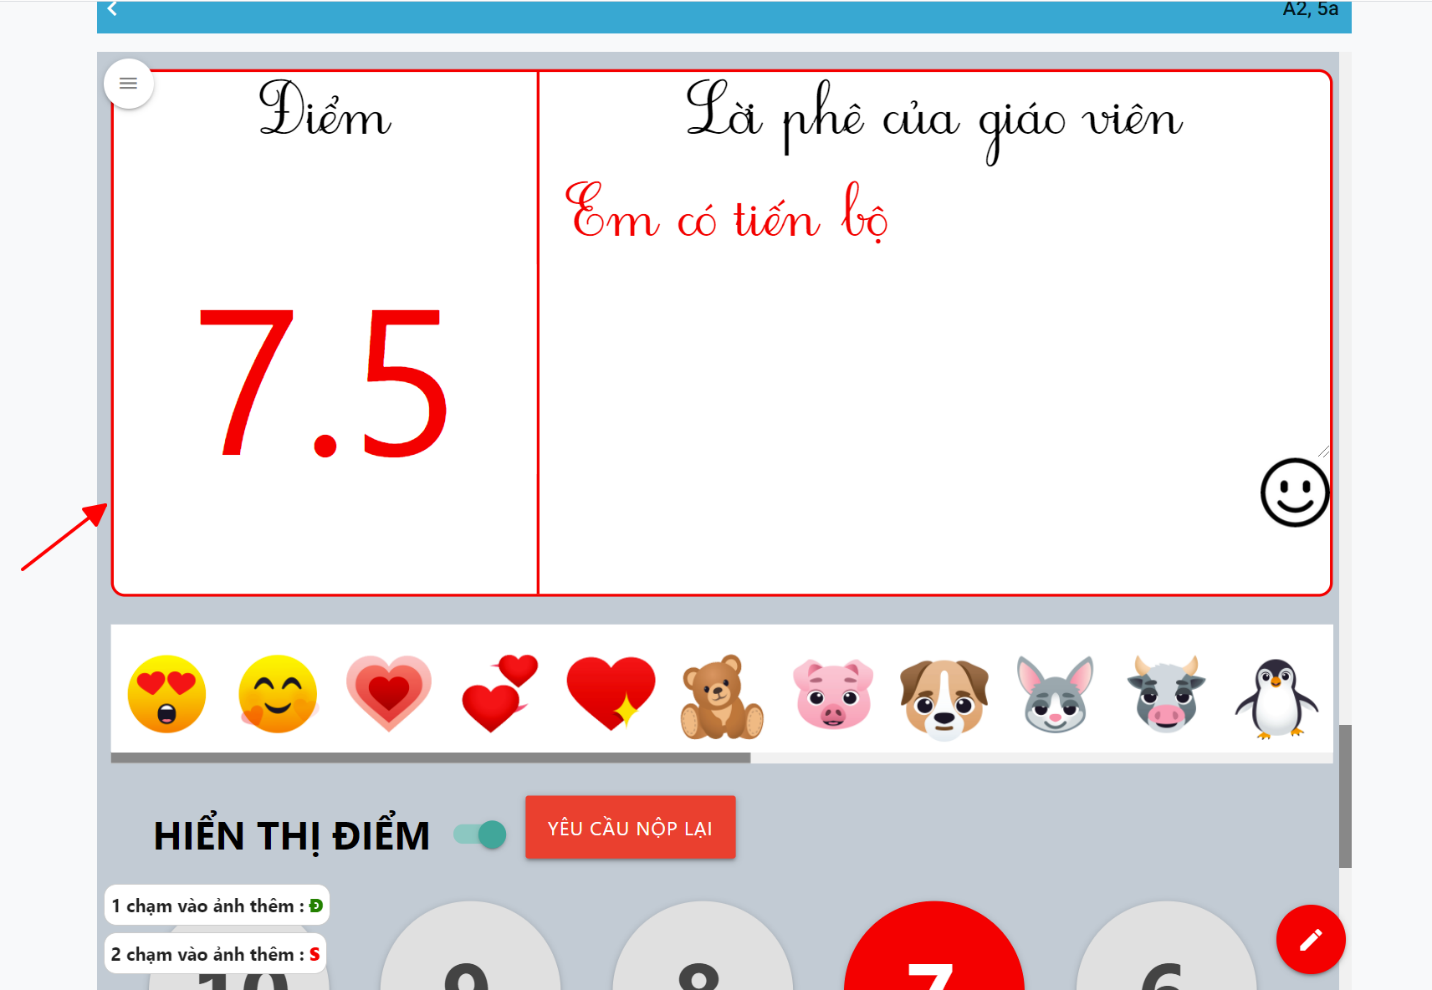 A2, 5a
Điểm
Lời phê của giáo viên
Em có tiến bộ
7.5
HIỂN THỊ ĐIỂM
YÊU CẦU NỘP LẠI
1 chạm vào ảnh thêm : Đ
2 chạm vào ảnh thêm : S
10 9 8 7 6